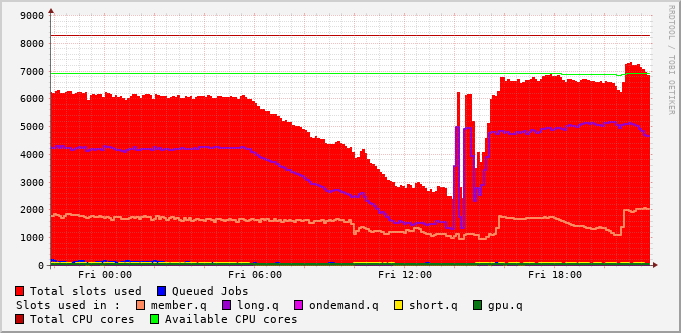 9000
8000
7000
6000
5000
4000
3000
2000
1000
0
Fri 00:00 Fri 06:00 Fri 12:00 Fri 18:00
RRDTOOL / TOBI OETIKER
Total slots used Queued Jobs
Slots used in : member.q long.q ondemand.q short.q gpu.q
Total CPU cores Available CPU cores